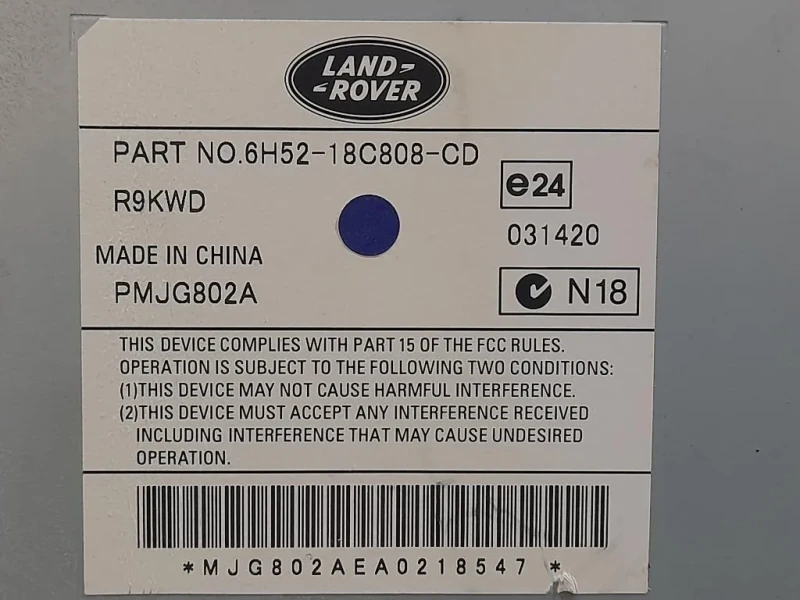 LAND-
-ROVER
PART NO.6H52-18C808-CD
e24
R9KWD
031420
MADE IN CHINA
PMJG802A
N18
THIS DEVICE COMPLIES WITH PART 15 OF THE FCC RULES.
OPERATION IS SUBJECT TO THE FOLLOWING TWO CONDITIONS:
(1)THIS DEVICE MAY NOT CAUSE HARMFUL INTERFERENCE.
(2)THIS DEVICE MUST ACCEPT ANY INTERFERENCE RECEIVED
INCLUDING INTERFERENCE THAT MAY CAUSE UNDESIRED
OPERATION.
*MJG802AEA0218547*